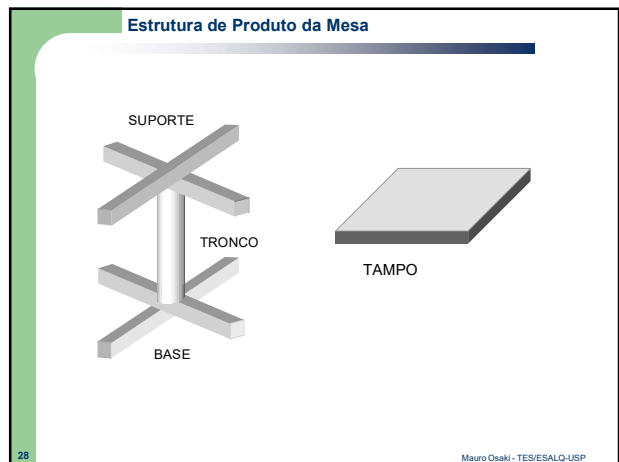 Estrutura de Produto da Mesa
SUPORTE
TRONCO
TAMPO
BASE
28
Mauro Osaki - TES/ESALQ-USP